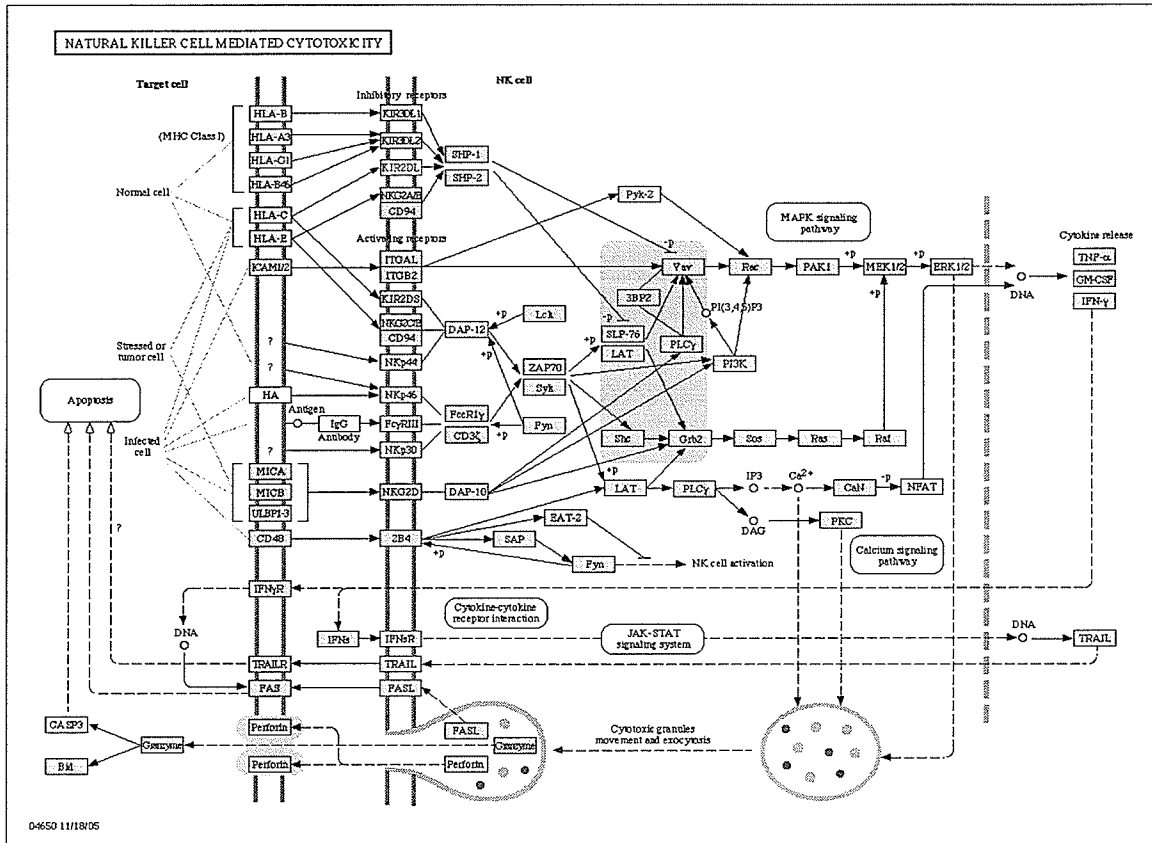 NATURAL KILLER CELL MEDIATED CYTOTOXICITY
Target cell
NK cell
Inhibitory receptors
HLA-B
KIR3DL1
(MHC Class I)
HLA-A3
KIR3DL2
SHP-1
HLA-G1
KIR2DL
SHP-2
HLA-B46
Normal cell
NKG2A/B
CD94
Pyk-2
HLA-C
MAPK signaling
pathway
HLA-E
Activating receptors
-p
+p
+p
Cytokine release
ICAM1/2
ITGAL
ITGB2
Vav
Rac
PAK1
MEK1/2
ERK1/2
TNF-α
GM-CSF
IFN-γ
DNA
KIR2DS
3BP2
PI(3,4,5)P3
+p
NKG2C/E
CD94
DAP-12
+p
Lck
-p
SLP-76
PLCγ
?
Stressed or
tumor cell
NKp44
+p
LAT
PI3K
?
ZAP70
Syk
Apoptosis
HA
NKp46
Antigen
IgG
Antibody
FcγRIII
FceR1γ
CD3ζ
+p
Fyn
Shc
Grb2
Sos
Ras
Raf
Infected
cell
?
NKp30
MICA
MICB
ULBP1-3
NKG2D
DAP-10
+p
LAT
PLCγ
IP3
Ca2+
CaN
-p
NFAT
DAG
PKC
?
CD48
2B4
+p
EAT-2
SAP
Fyn
NK cell activation
Calcium signaling
pathway
IFNγR
Cytokine-cytokine
receptor interaction
DNA
IFNs
IFNsR
JAK-STAT
signaling system
DNA
TRAIL
TRAILR
TRAIL
FAS
FASL
CASP3
Perforin
FASL
Cytotoxic granules
movement and exocytosis
Granzyme
Granzyme
Bid
Perforin
Perforin
04650 11/18/05